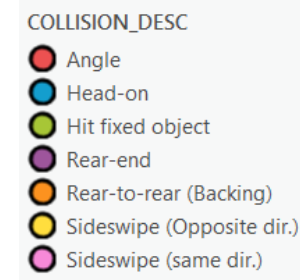 COLLISION_DESC
Angle
Head-on
Hit fixed object
Rear-end
Rear-to-rear (Backing)
Sideswipe (Opposite dir.)
Sideswipe (same dir.)